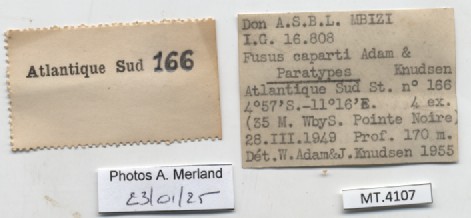 Atlantique Sud 166
Don A.S.B.L. MBIZI
I.G. 16.808
Fusus caparti Adam &
Paratypes Knudsen
Atlantique Sud St. n° 166
4°57'S.-11°16'E. 4 ex.
(35 M. WbyS. Pointe Noire)
28.III.1949 Prof. 170 m.
Dét.W.Adam&J.Knudsen 1955
Photos A. Merland
23/01/25
MT.4107